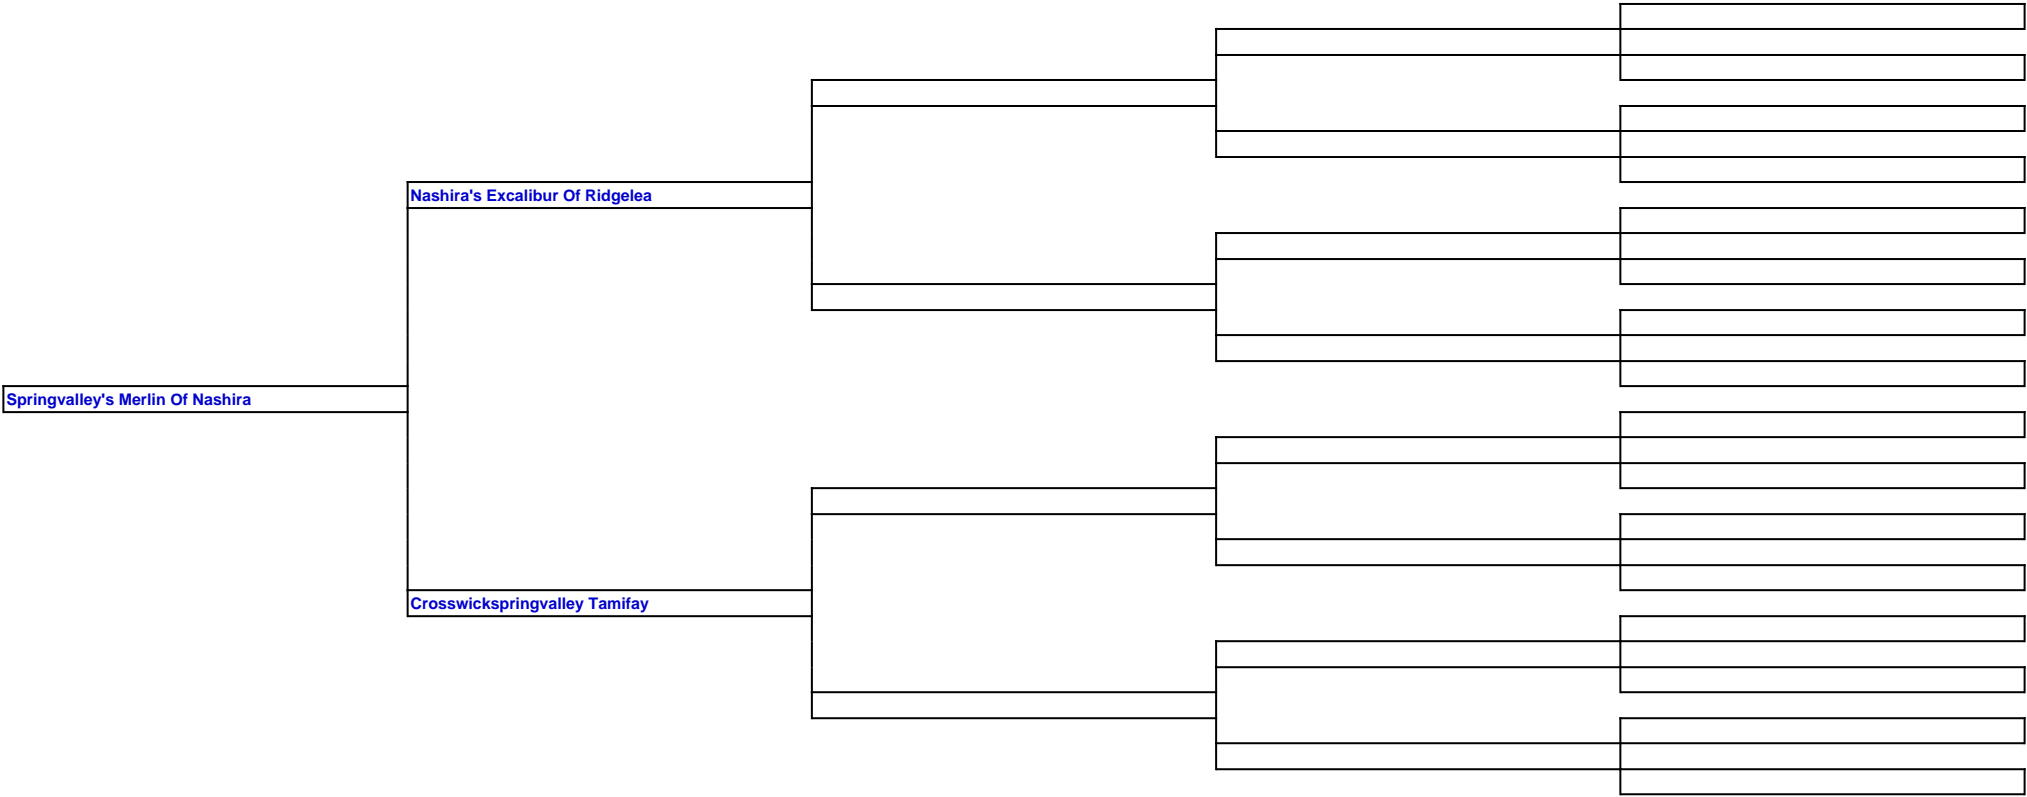 Nashira's Excalibur Of Ridgelea
Springvalley's Merlin Of Nashira
Crosswickspringvalley Tamifay